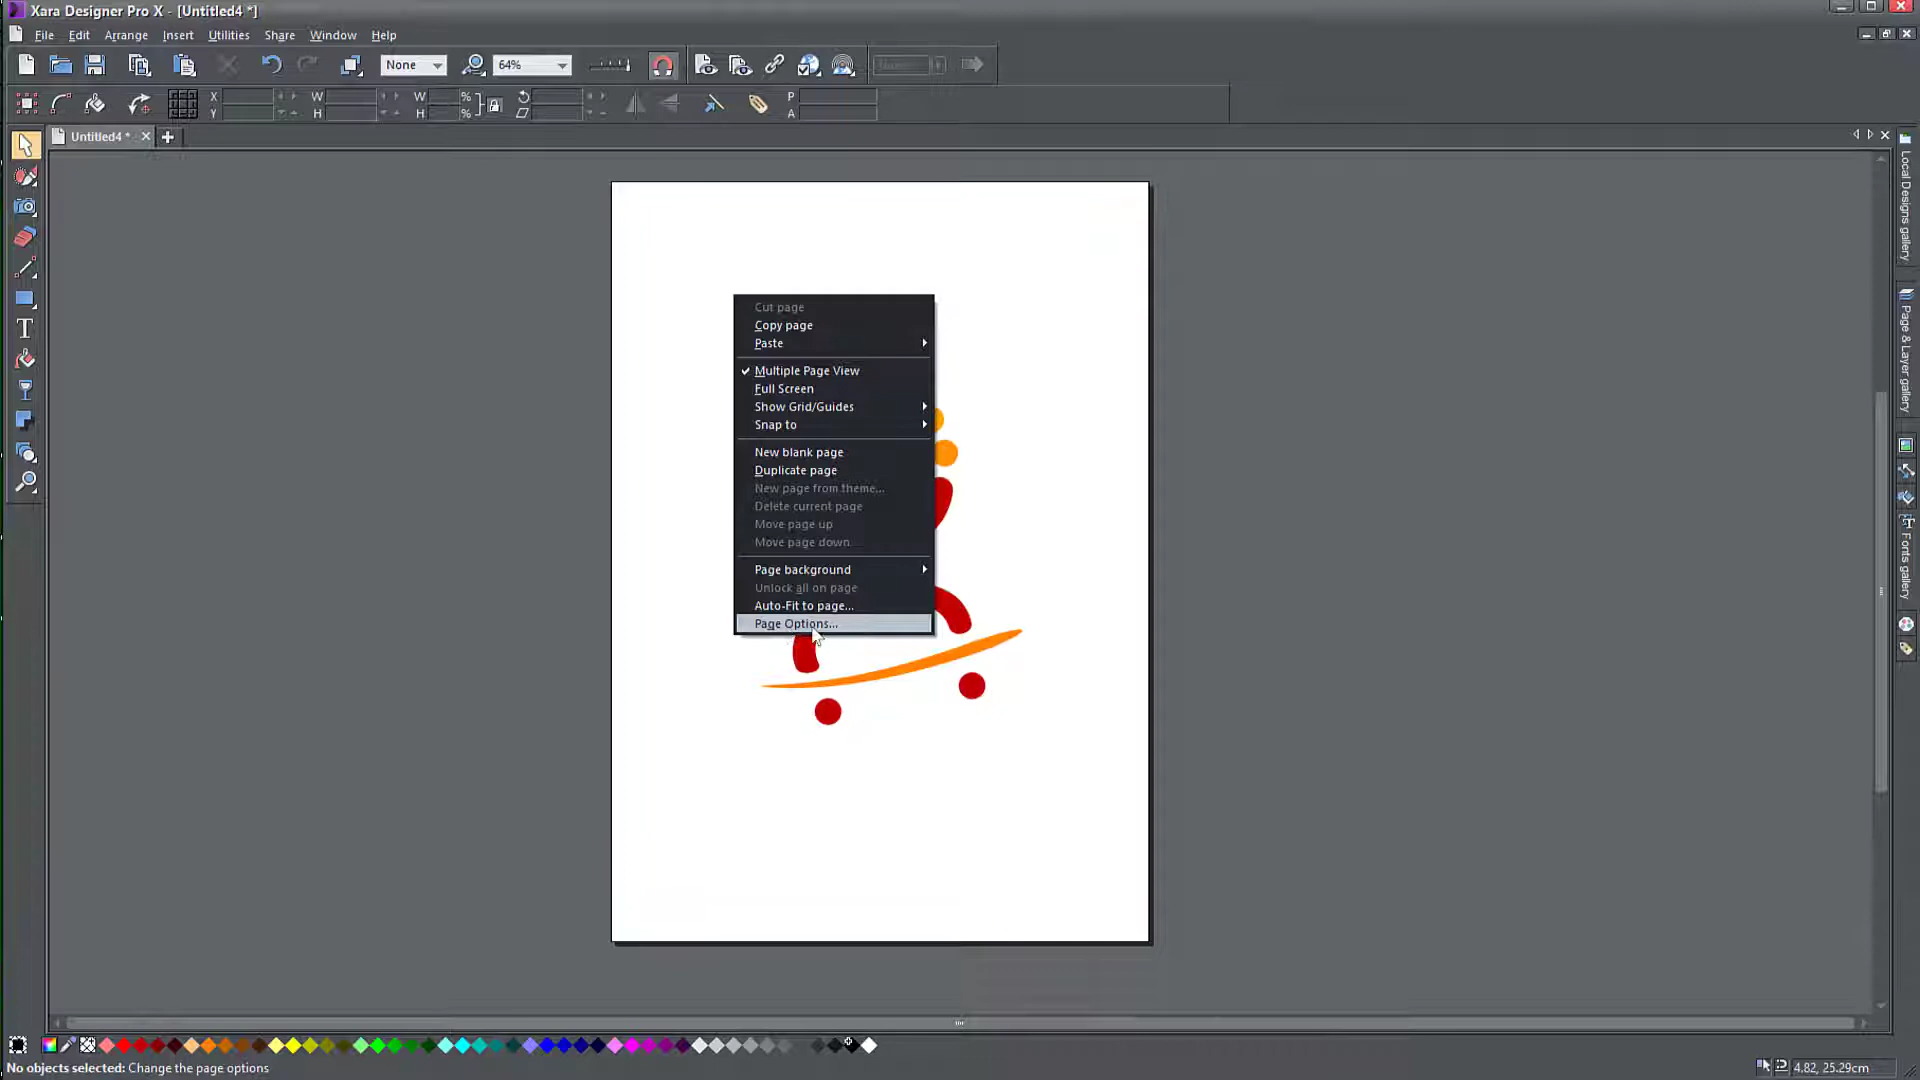 Xara Designer Pro X - [Untitled4 *]
File Edit Arrange Insert Utilities Share Window Help
None 64%
X W W % P
Y H H % A
Untitled4 *
Local Designs gallery
Page & Layer gallery
Fonts gallery
Cut page
Copy page
Paste
Multiple Page View
Full Screen
Show Grid/Guides
Snap to
New blank page
Duplicate page
New page from theme...
Delete current page
Move page up
Move page down
Page background
Unlock all on page
Auto-Fit to page...
Page Options...
No objects selected: Change the page options
4.82, 25.29cm